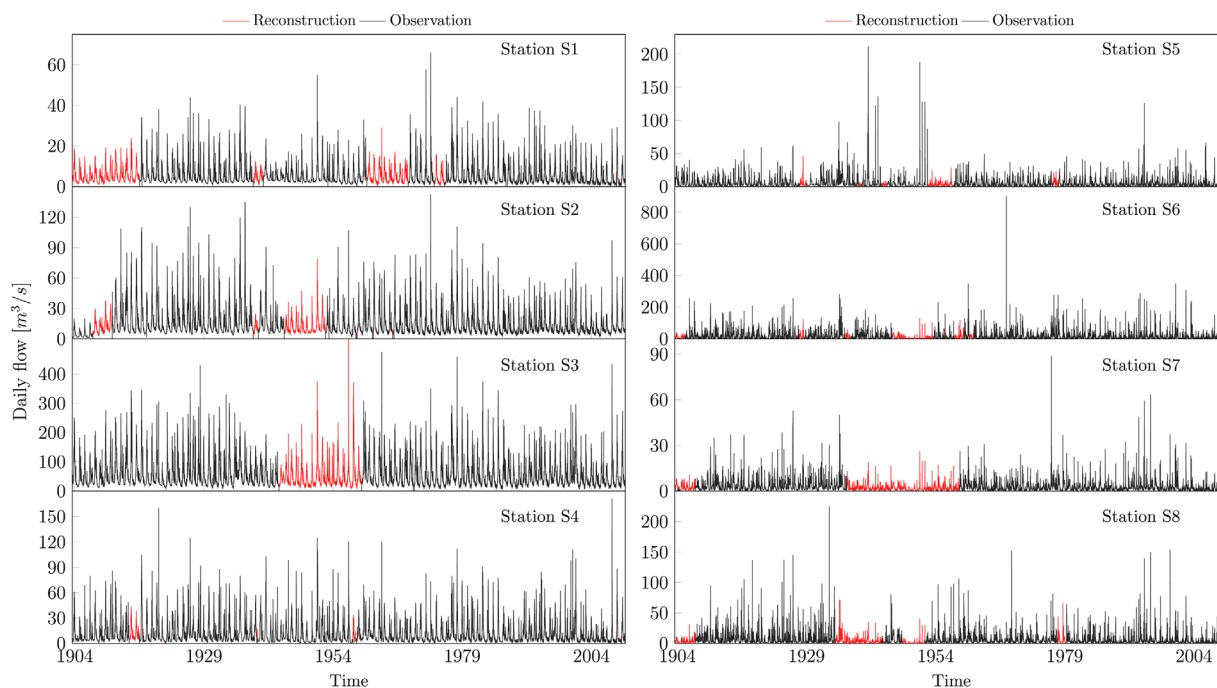 Reconstruction Observation
Station S1
60
40
20
0
Station S2
120
90
60
30
0
Station S3
400
300
200
100
0
Station S4
150
120
90
60
30
0
1904 1929 1954 1979 2004
Time
Daily flow [m³/s]
Reconstruction Observation
Station S5
200
150
100
50
0
Station S6
800
600
400
200
0
Station S7
90
60
30
0
Station S8
200
150
100
50
0
1904 1929 1954 1979 2004
Time